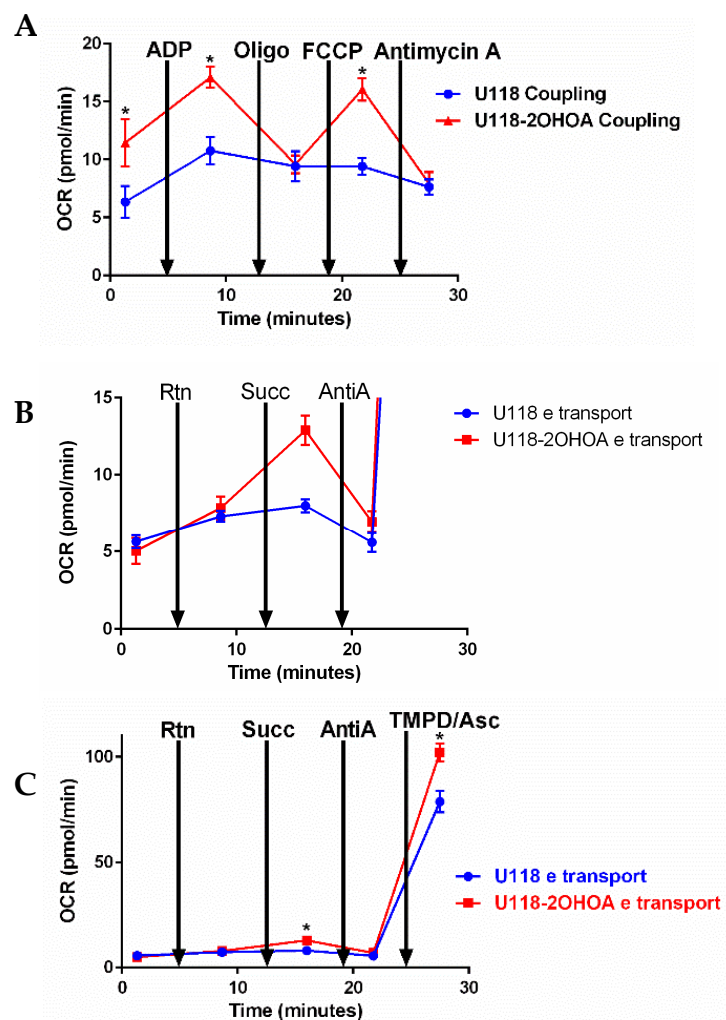 A
ADP Oligo FCCP Antimycin A
20
15
10
5
0
OCR (pmol/min)
* * *
U118 Coupling
U118-2OHOA Coupling
0 10 20 30
Time (minutes)
B
Rtn Succ AntiA
15
10
5
0
OCR (pmol/min)
U118 e transport
U118-2OHOA e transport
0 10 20 30
Time (minutes)
C
Rtn Succ AntiA TMPD/Asc
100
50
0
OCR (pmol/min)
* *
U118 e transport
U118-2OHOA e transport
0 10 20 30
Time (minutes)